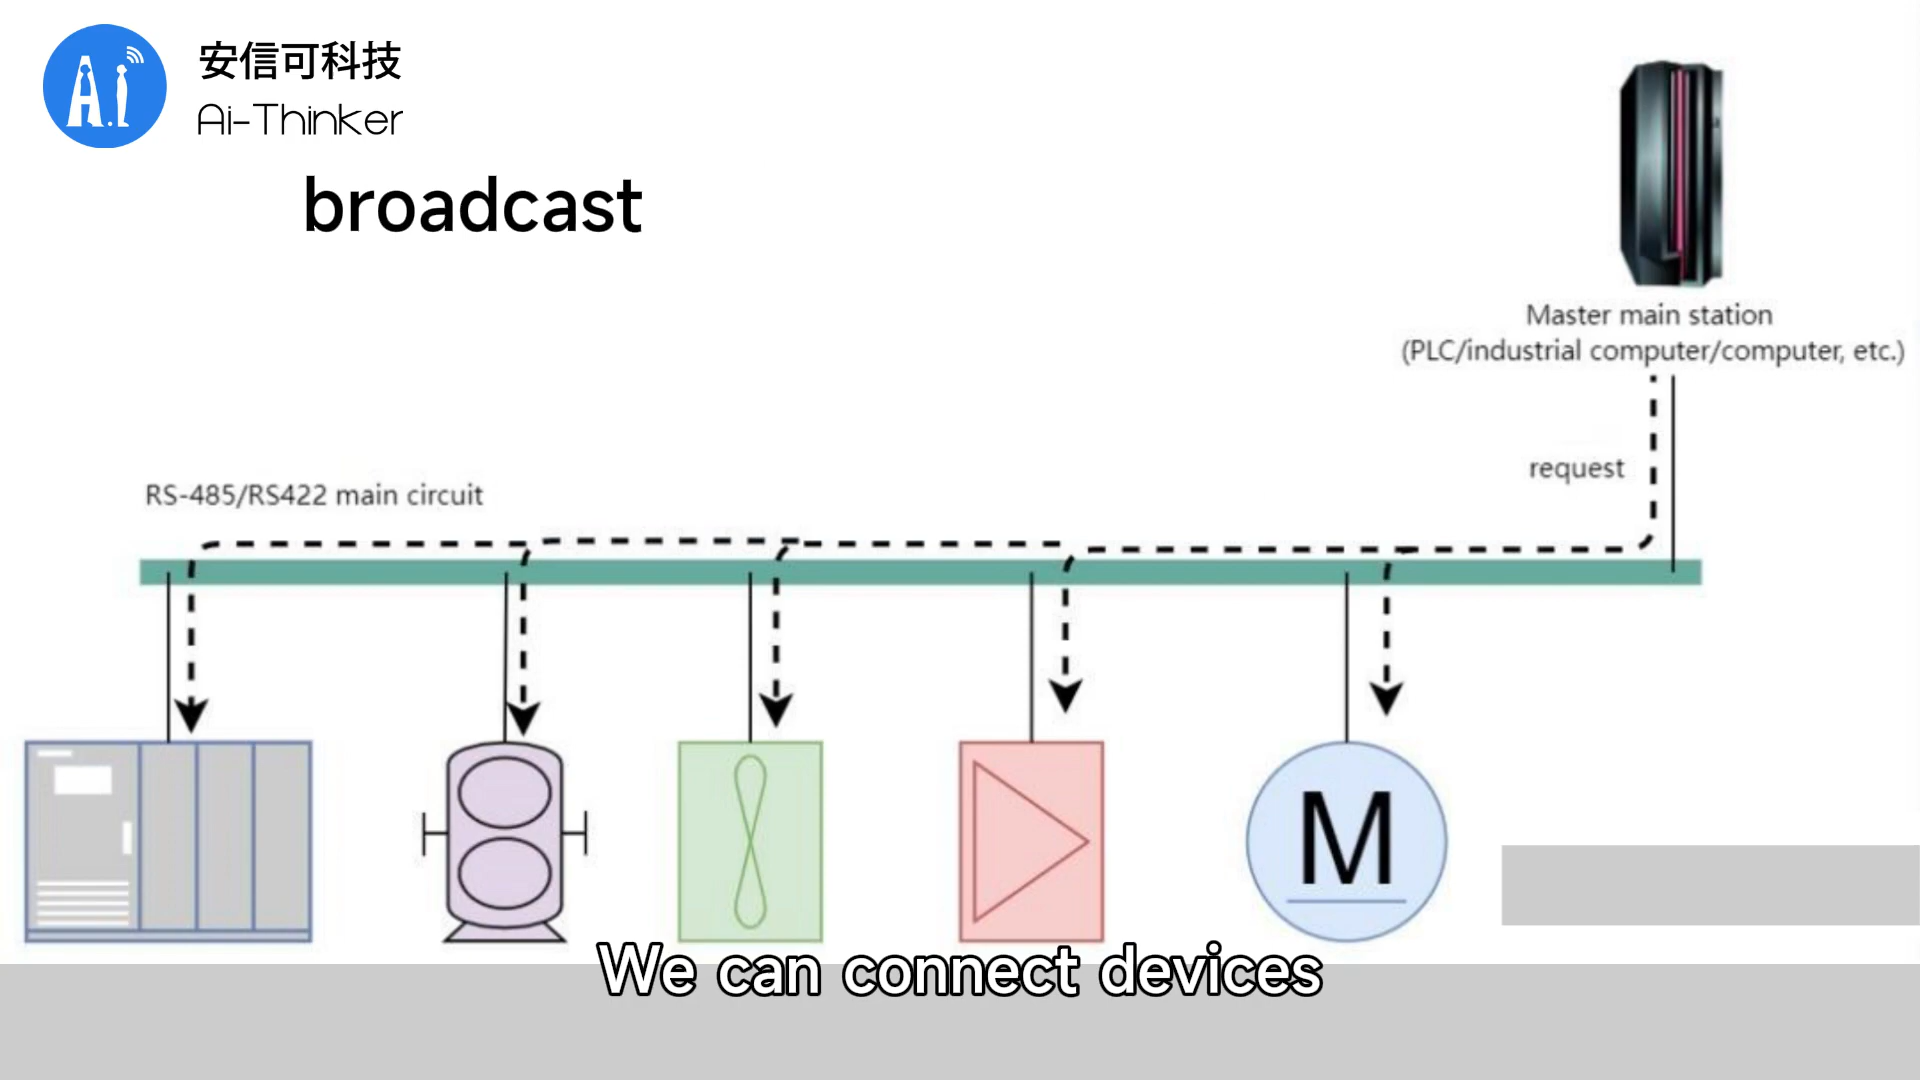 安信可科技
Ai-Thinker
broadcast
Master main station
(PLC/industrial computer/computer, etc.)
request
RS-485/RS422 main circuit
M
We can connect devices